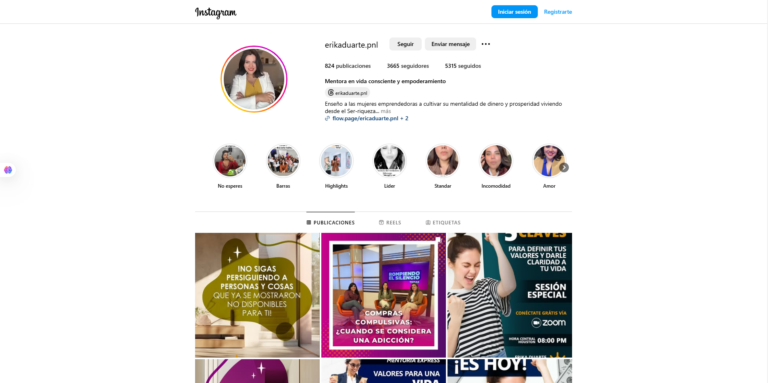 Instagram
Iniciar sesión
Registrarte
erikaduarte.pnl
Seguir
Enviar mensaje
824 publicaciones
3665 seguidores
5315 seguidos
Mentora en vida consciente y empoderamiento
erikaduarte.pnl
Enseño a las mujeres emprendedoras a cultivar su mentalidad de dinero y prosperidad viviendo
desde el Ser-riqueza... más
flow.page/ericaduarte.pnl + 2
No esperes
Barras
Highlights
Lider
Standar
Incomodidad
Amor
PUBLICACIONES
REELS
ETIQUETAS
!NO SIGAS
PERSIGUIENDO A
PERSONAS Y COSAS
QUE YA SE MOSTRARON
NO DISPONIBLES
PARA TI!
ROMPIENDO
EL SILENCIO
COMPRAS
COMPULSIVAS:
¿CUANDO SE CONSIDERA
UNA ADICCIÓN?
CLAVES
PARA DEFINIR TUS
VALORES Y DARLE
CLARIDAD A
TU VIDA
SESIÓN
ESPECIAL
CONÉCTATE GRATIS VÍA
zoom
HORA CENTRAL
08:00 PM
MENTORÍA EXPRESS
VALORES PARA UNA
VIDA
¡ES HOY!